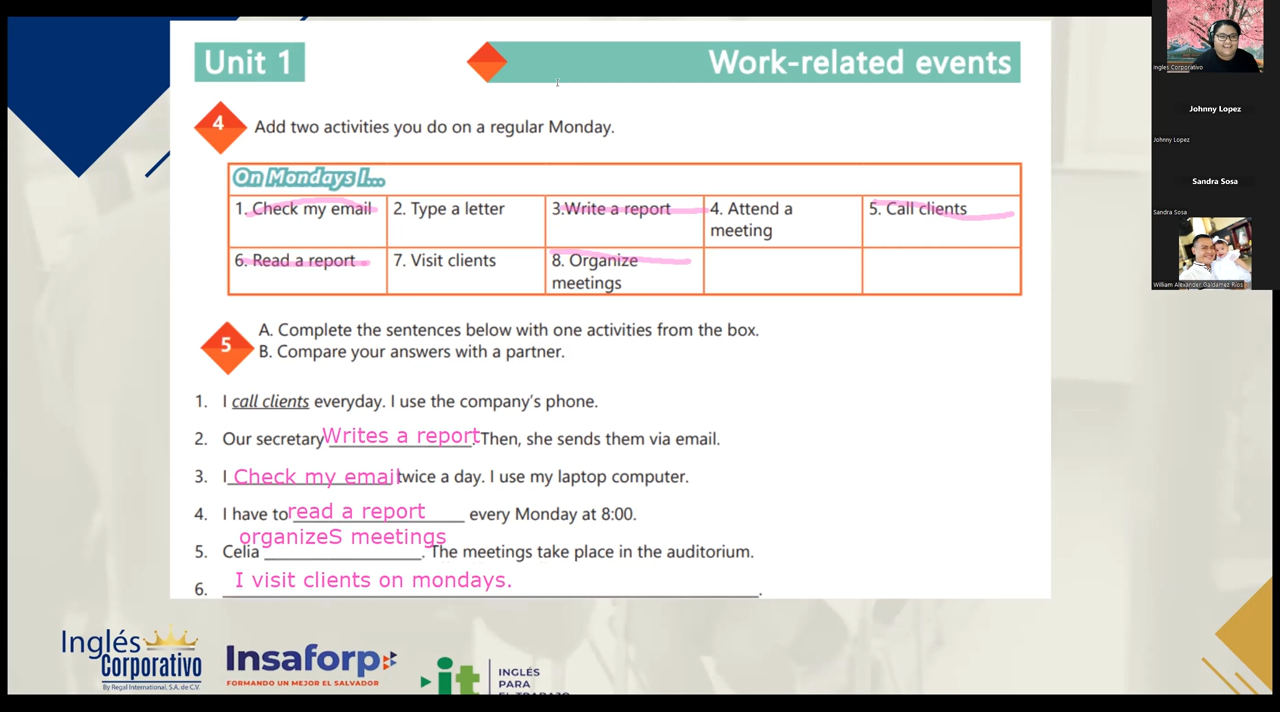 Unit 1
Work-related events
4
Add two activities you do on a regular Monday.
On Mondays I...
1. Check my email
2. Type a letter
3.Write a report
4. Attend a
meeting
5. Call clients
6. Read a report
7. Visit clients
8. Organize
meetings
5
A. Complete the sentences below with one activities from the box.
B. Compare your answers with a partner.
1. I call clients everyday. I use the company's phone.
2. Our secretary Writes a report. Then, she sends them via email.
3. I Check my email twice a day. I use my laptop computer.
4. I have to read a report every Monday at 8:00.
organizeS meetings
5. Celia ____________. The meetings take place in the auditorium.
6. I visit clients on mondays.
Inglés
Corporativo
By Regal International, S.A. de C.V.
Insaforp
FORMANDO UN MEJOR EL SALVADOR
it
INGLÉS
PARA
EL TRABAJO
Inglés Corporativo
Johnny Lopez
Johnny Lopez
Sandra Sosa
Sandra Sosa
William Alexander Galdamez Rios